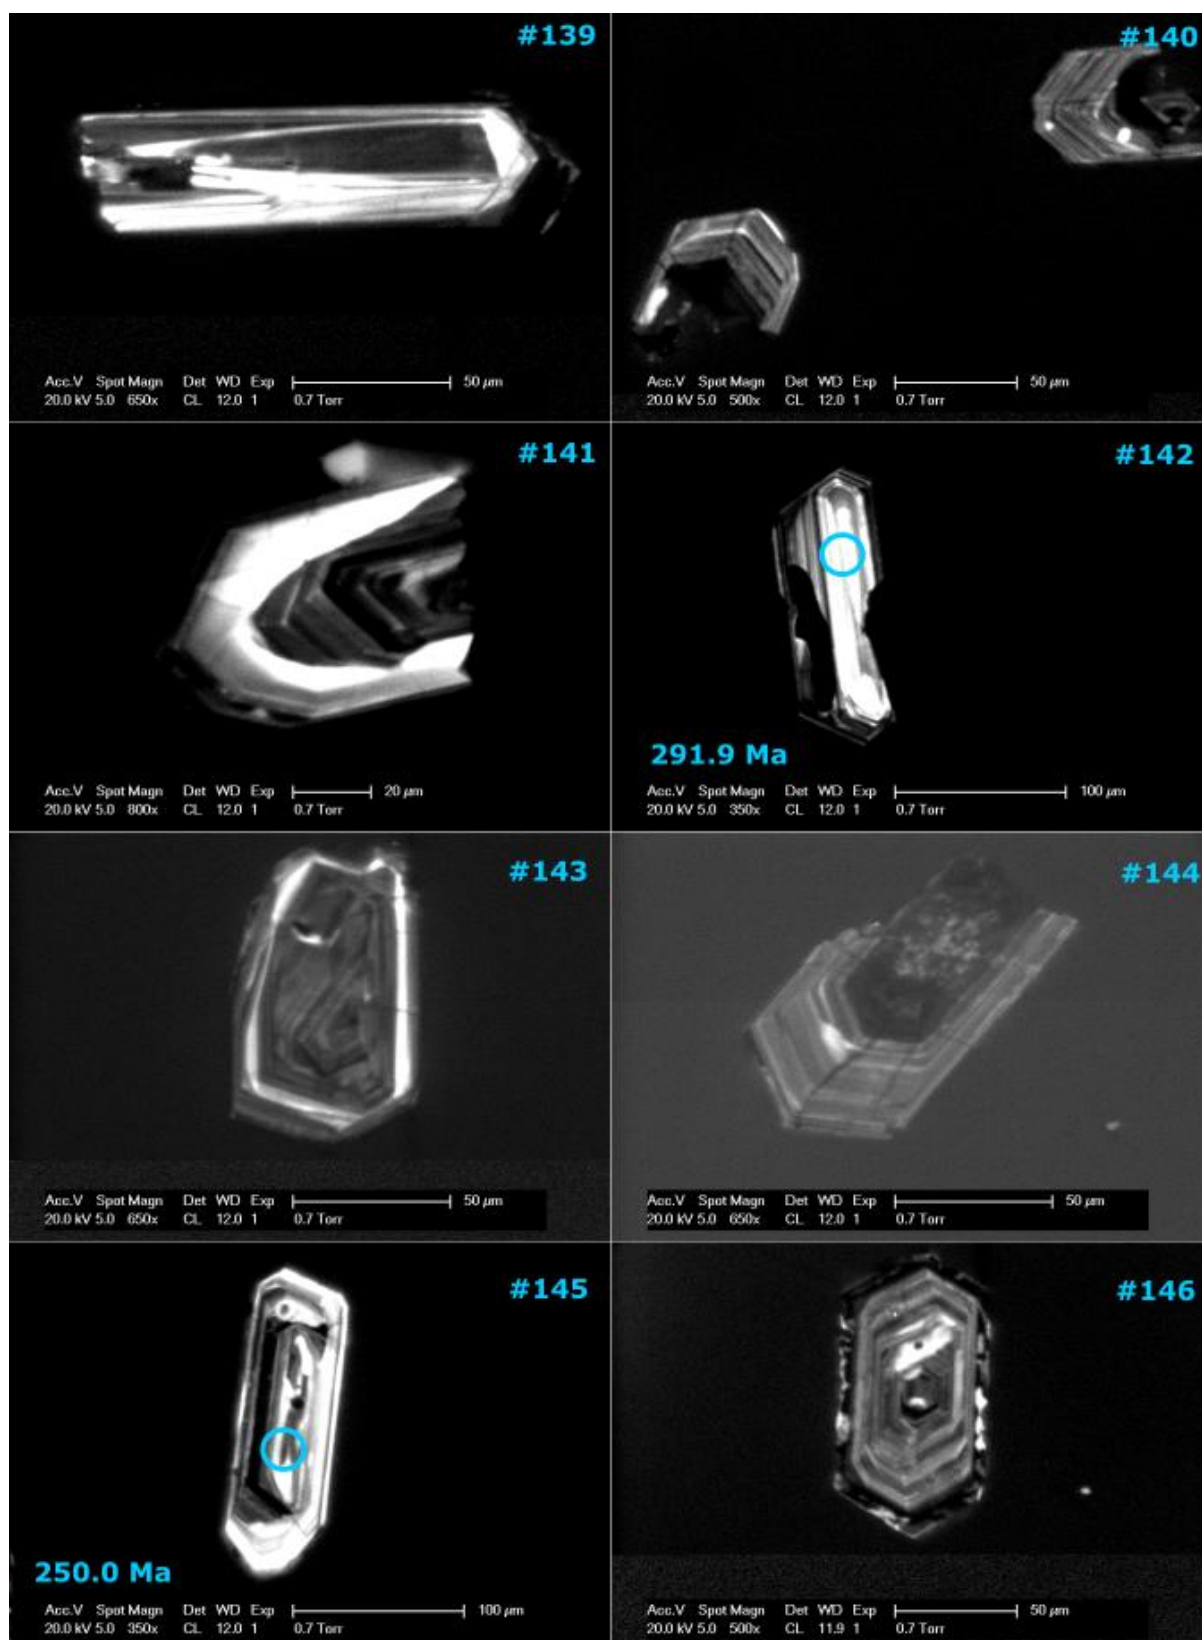 #139
Acc.V Spot Magn Det WD Exp 50 µm
20.0 kV 5.0 650x CL 12.0 1 0.7 Torr
#140
Acc.V Spot Magn Det WD Exp 50 µm
20.0 kV 5.0 500x CL 12.0 1 0.7 Torr
#141
Acc.V Spot Magn Det WD Exp 20 µm
20.0 kV 5.0 800x CL 12.0 1 0.7 Torr
#142
291.9 Ma
Acc.V Spot Magn Det WD Exp 100 µm
20.0 kV 5.0 350x CL 12.0 1 0.7 Torr
#143
Acc.V Spot Magn Det WD Exp 50 µm
20.0 kV 5.0 650x CL 12.0 1 0.7 Torr
#144
Acc.V Spot Magn Det WD Exp 50 µm
20.0 kV 5.0 650x CL 12.0 1 0.7 Torr
#145
250.0 Ma
Acc.V Spot Magn Det WD Exp 100 µm
20.0 kV 5.0 350x CL 12.0 1 0.7 Torr
#146
Acc.V Spot Magn Det WD Exp 50 µm
20.0 kV 5.0 500x CL 11.9 1 0.7 Torr